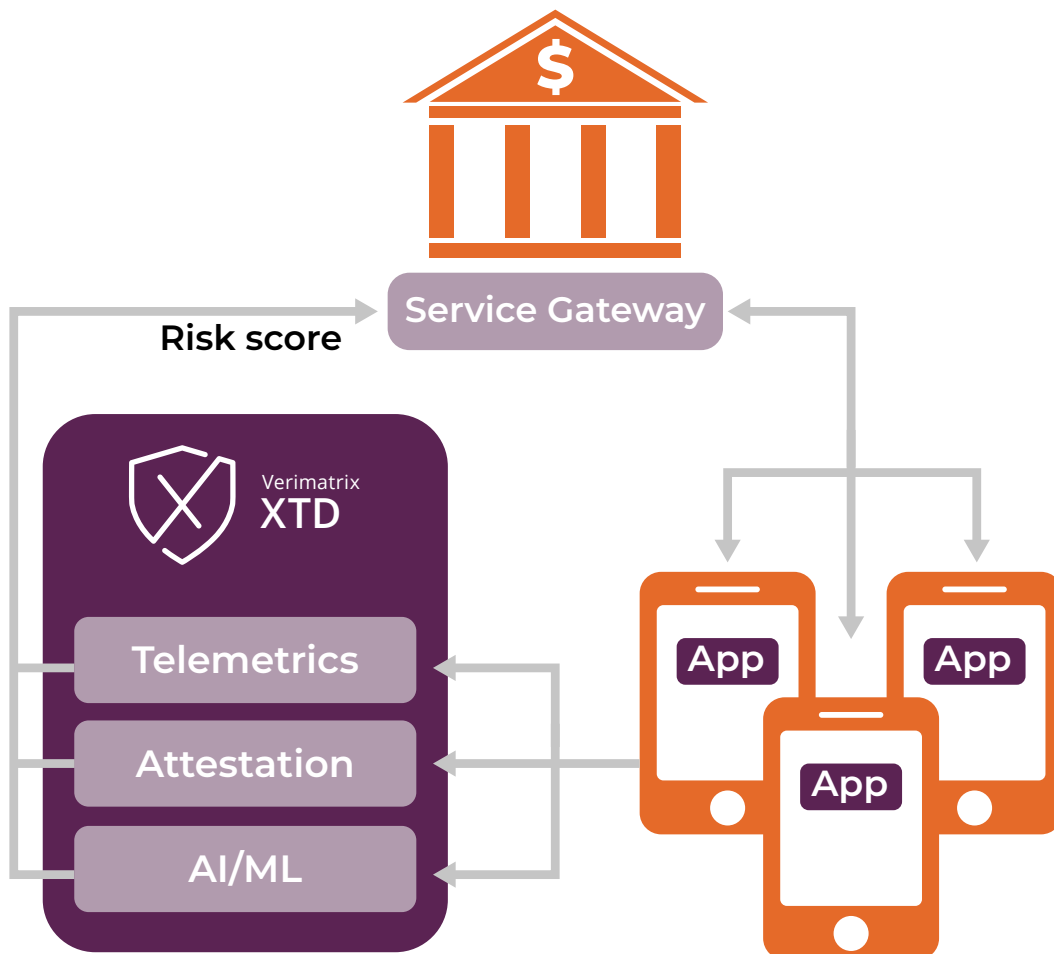 $
Service Gateway
Risk score
Verimatrix
XTD
Telemetrics
Attestation
AI/ML
App
App
App